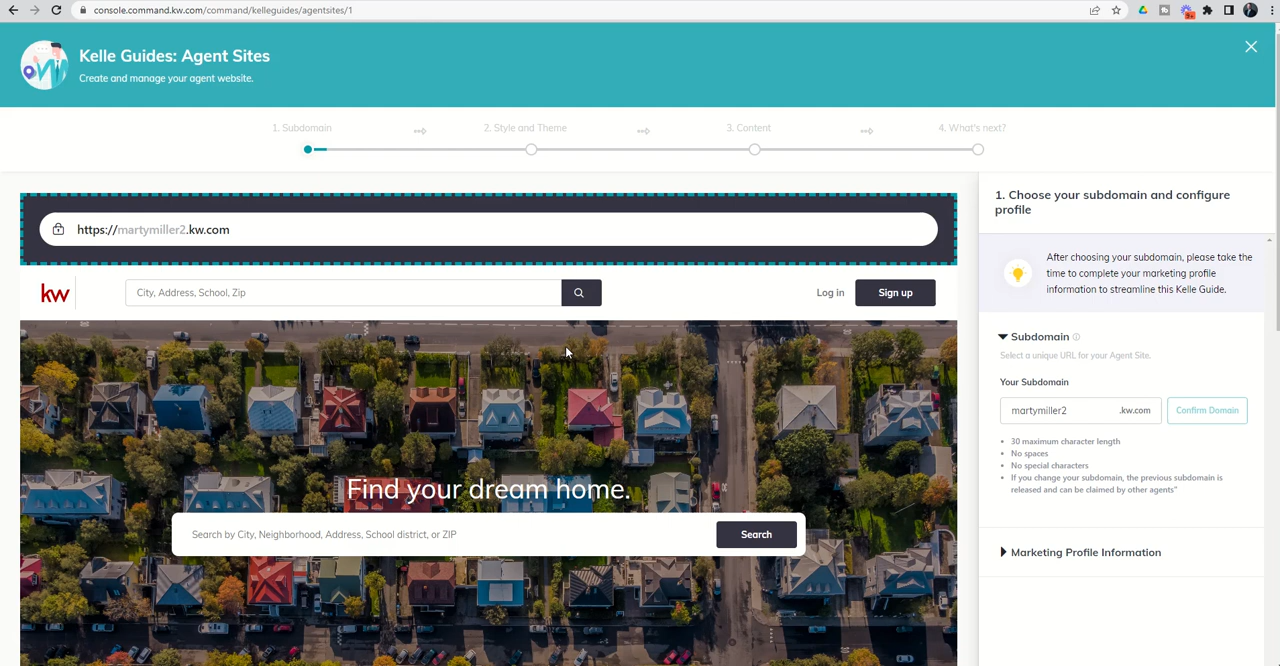 console.command.kw.com/command/kelleguides/agentsites/1
9+
Kelle Guides: Agent Sites
Create and manage your agent website.
1. Subdomain
2. Style and Theme
3. Content
4. What's next?
https://martymiller2.kw.com
kw
City, Address, School, Zip
Log in
Sign up
Find your dream home.
Search by City, Neighborhood, Address, School district, or ZIP
Search
1. Choose your subdomain and configure
profile
After choosing your subdomain, please take the
time to complete your marketing profile
information to streamline this Kelle Guide.
Subdomain
Select a unique URL for your Agent Site.
Your Subdomain
martymiller2 .kw.com
Confirm Domain
• 30 maximum character length
• No spaces
• No special characters
• If you change your subdomain, the previous subdomain is
released and can be claimed by other agents"
Marketing Profile Information